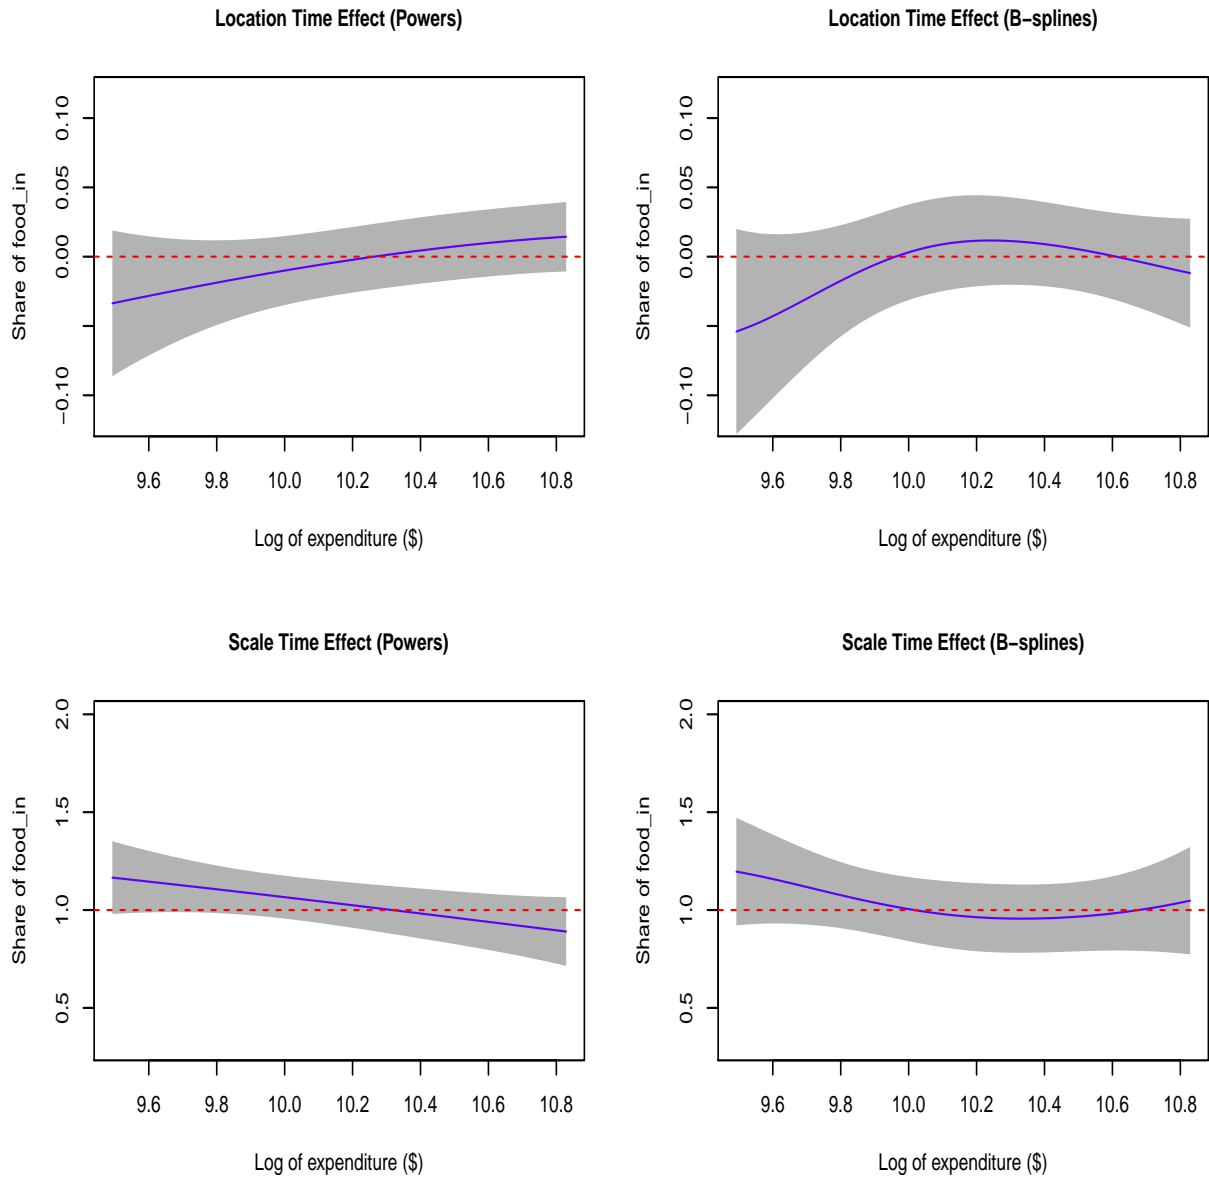 Location Time Effect (Powers)
Share of food_in
0.10
0.05
0.00
−0.10
9.6 9.8 10.0 10.2 10.4 10.6 10.8
Log of expenditure ($)
Location Time Effect (B−splines)
Share of food_in
0.10
0.05
0.00
−0.10
9.6 9.8 10.0 10.2 10.4 10.6 10.8
Log of expenditure ($)
Scale Time Effect (Powers)
Share of food_in
2.0
1.5
1.0
0.5
9.6 9.8 10.0 10.2 10.4 10.6 10.8
Log of expenditure ($)
Scale Time Effect (B−splines)
Share of food_in
2.0
1.5
1.0
0.5
9.6 9.8 10.0 10.2 10.4 10.6 10.8
Log of expenditure ($)